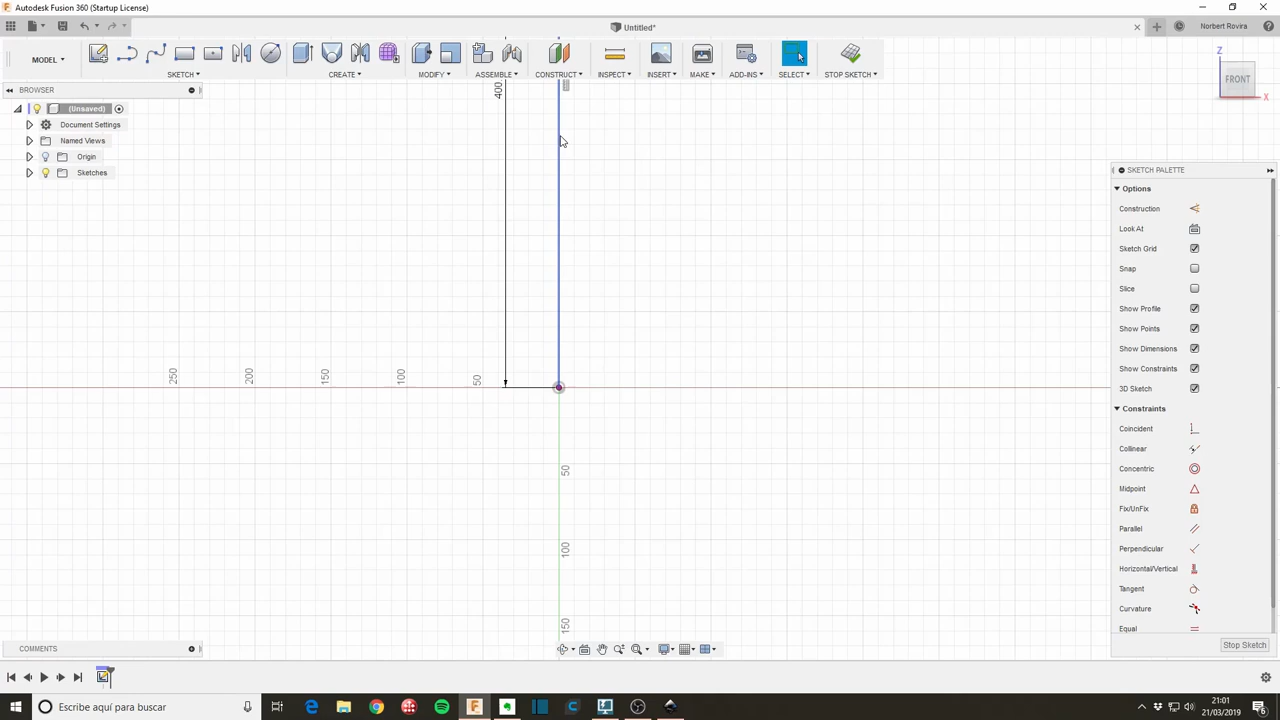 Autodesk Fusion 360 (Startup License)
Untitled*
Norbert Rovira
MODEL
SKETCH
CREATE
MODIFY
ASSEMBLE
CONSTRUCT
INSPECT
INSERT
MAKE
ADD-INS
SELECT
STOP SKETCH
BROWSER
(Unsaved)
Document Settings
Named Views
Origin
Sketches
400.
Z
FRONT
X
250
200
150
100
50
50
100
150
SKETCH PALETTE
Options
Construction
Look At
Sketch Grid
Snap
Slice
Show Profile
Show Points
Show Dimensions
Show Constraints
3D Sketch
Constraints
Coincident
Collinear
Concentric
Midpoint
Fix/UnFix
Parallel
Perpendicular
Horizontal/Vertical
Tangent
Curvature
Equal
Stop Sketch
COMMENTS
Escribe aquí para buscar
21:01
21/03/2019
6